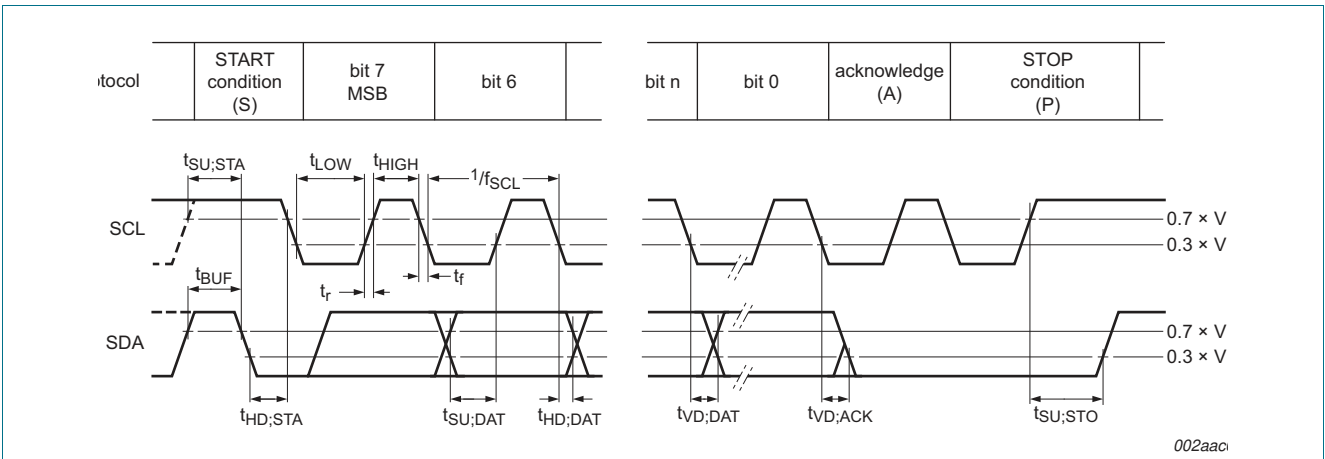 otocol
START
condition
(S)
bit 7
MSB
bit 6
bit n
bit 0
acknowledge
(A)
STOP
condition
(P)
tSU;STA
tLOW
tHIGH
1/fSCL
SCL
0.7 × V
0.3 × V
tBUF
tr
tf
SDA
0.7 × V
0.3 × V
tHD;STA
tSU;DAT
tHD;DAT
tVD;DAT
tVD;ACK
tSU;STO
002aac